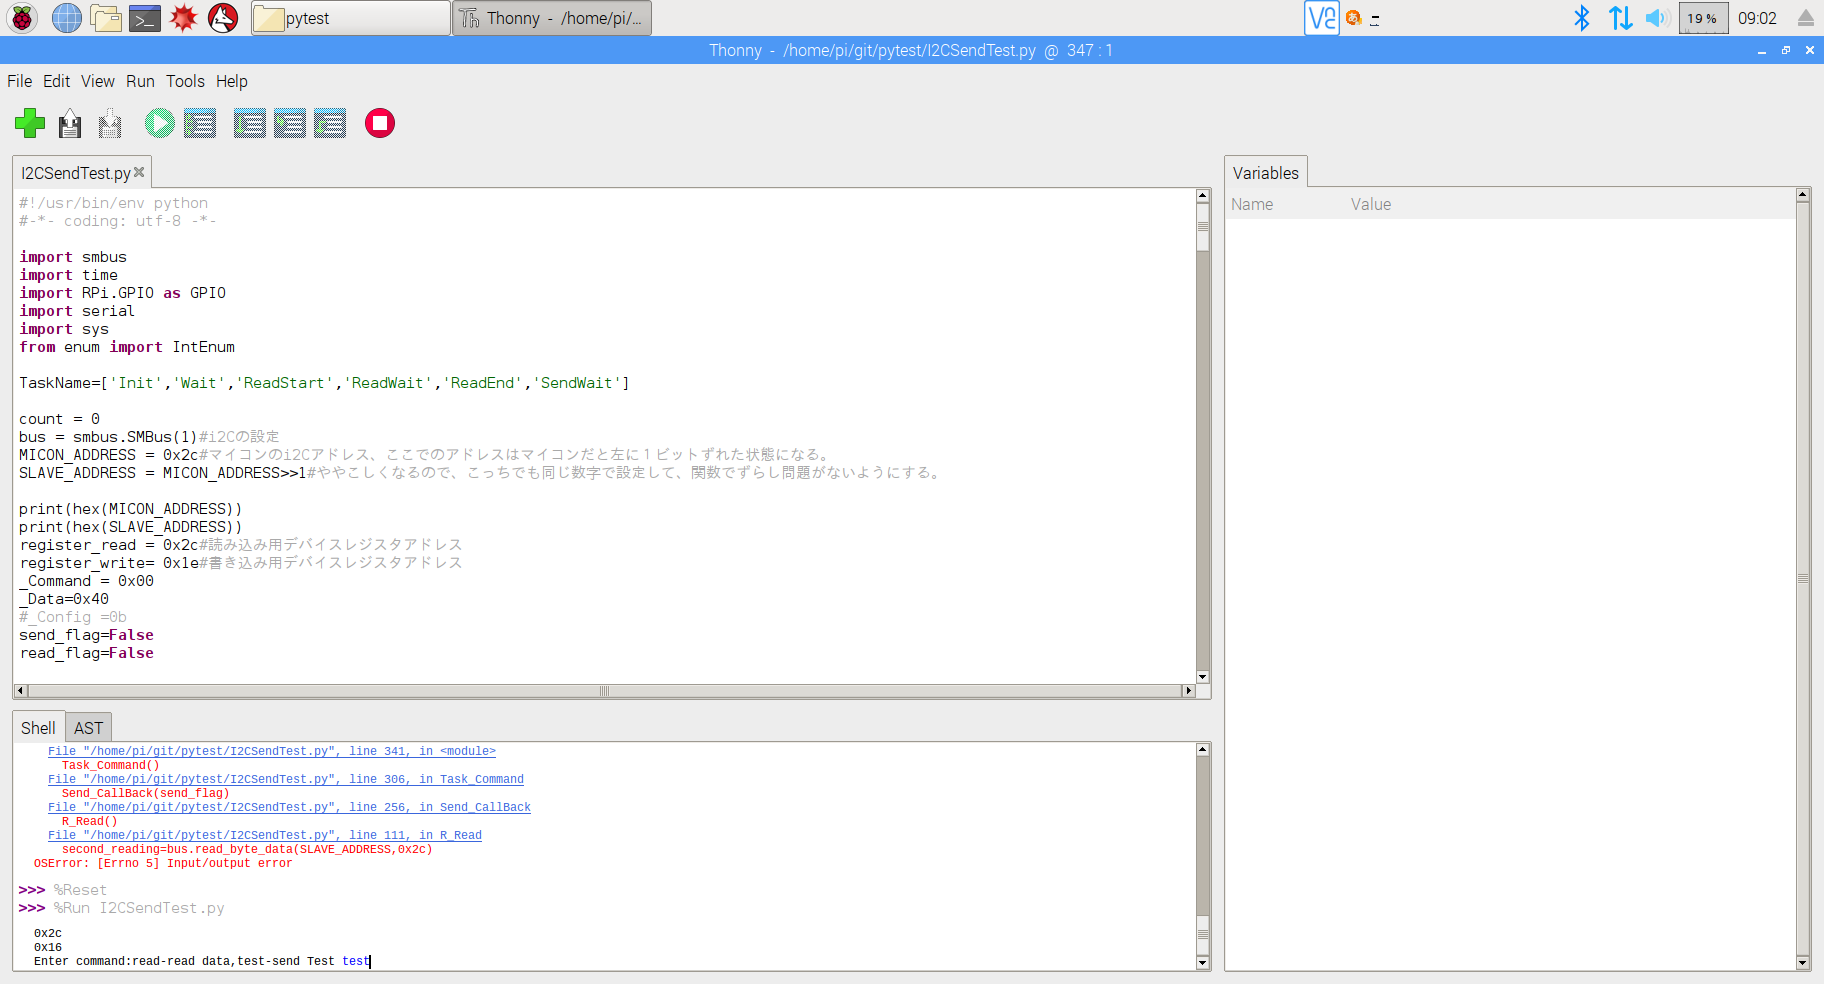 pytest
Thonny - /home/pi/...
19 %
09:02
Thonny - /home/pi/git/pytest/I2CSendTest.py @ 347 : 1
File Edit View Run Tools Help
I2CSendTest.py
#!/usr/bin/env python
#-*- coding: utf-8 -*-
import smbus
import time
import RPi.GPIO as GPIO
import serial
import sys
from enum import IntEnum
TaskName=['Init','Wait','ReadStart','ReadWait','ReadEnd','SendWait']
count = 0
bus = smbus.SMBus(1)#i2Cの設定
MICON_ADDRESS = 0x2c#マイコンのi2Cアドレス、ここでのアドレスはマイコンだと左に１ビットずれた状態になる。
SLAVE_ADDRESS = MICON_ADDRESS>>1#ややこしくなるので、こっちでも同じ数字で設定して、関数でずらし問題がないようにする。
print(hex(MICON_ADDRESS))
print(hex(SLAVE_ADDRESS))
register_read = 0x2c#読み込み用デバイスレジスタアドレス
register_write= 0x1e#書き込み用デバイスレジスタアドレス
_Command = 0x00
_Data=0x40
#_Config =0b
send_flag=False
read_flag=False
Variables
Name Value
Shell AST
File "/home/pi/git/pytest/I2CSendTest.py", line 341, in <module>
Task_Command()
File "/home/pi/git/pytest/I2CSendTest.py", line 306, in Task_Command
Send_CallBack(send_flag)
File "/home/pi/git/pytest/I2CSendTest.py", line 256, in Send_CallBack
R_Read()
File "/home/pi/git/pytest/I2CSendTest.py", line 111, in R_Read
second_reading=bus.read_byte_data(SLAVE_ADDRESS,0x2c)
OSError: [Errno 5] Input/output error
>>> %Reset
>>> %Run I2CSendTest.py
0x2c
0x16
Enter command:read-read data,test-send Test test